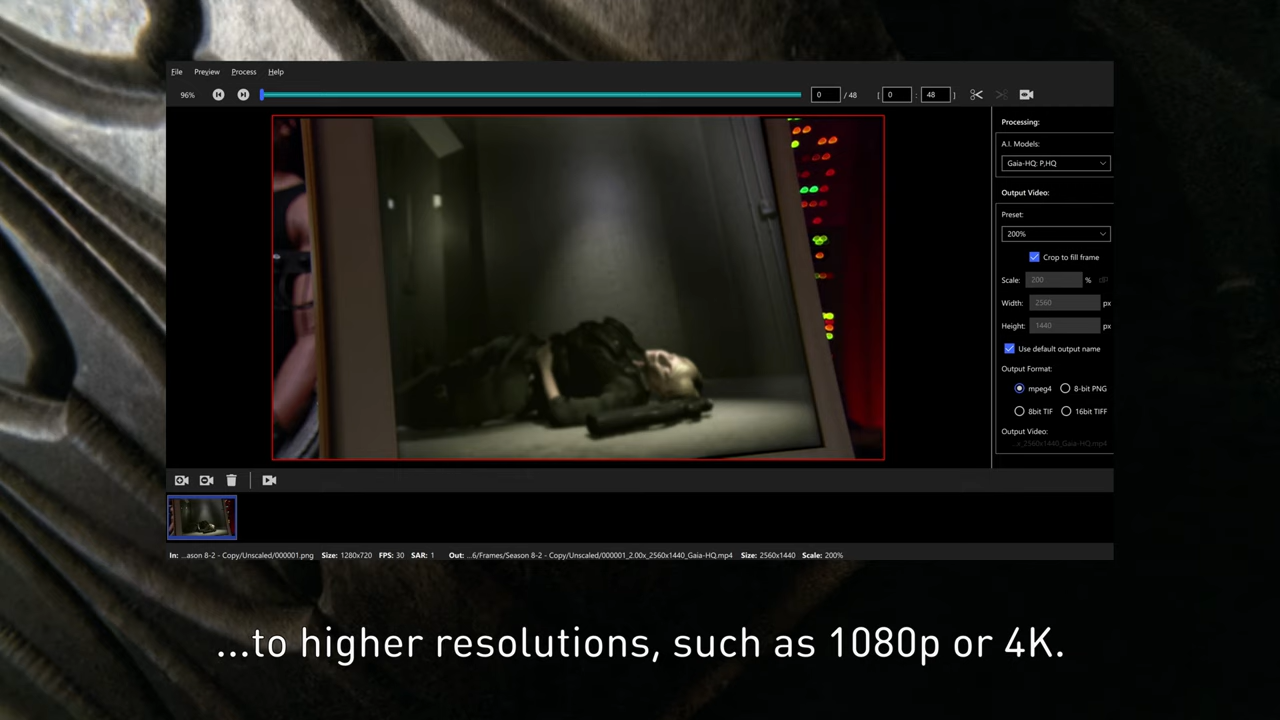 File Preview Process Help
96% 0 / 48 [ 0 : 48 ]
Processing:
A.I. Models:
Gaia-HQ: P,HQ
Output Video:
Preset:
200%
Crop to fill frame
Scale: 200 %
Width: 2560 px
Height: 1440 px
Use default output name
Output Format:
mpeg4 8-bit PNG
8bit TIF 16bit TIFF
Output Video:
...x_2560x1440_Gaia-HQ.mp4
In: ...ason 8-2 - Copy/Unscaled/000001.png Size: 1280x720 FPS: 30 SAR: 1 Out: ...6/Frames/Season 8-2 - Copy/Unscaled/000001_2.00x_2560x1440_Gaia-HQ.mp4 Size: 2560x1440 Scale: 200%
...to higher resolutions, such as 1080p or 4K.